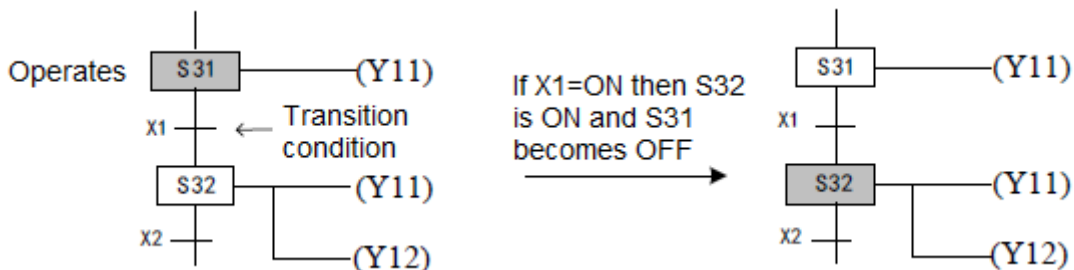 Operates
S31
(Y11)
X1
Transition
condition
S32
(Y11)
X2
(Y12)
If X1=ON then S32
is ON and S31
becomes OFF
S31
(Y11)
X1
S32
(Y11)
X2
(Y12)